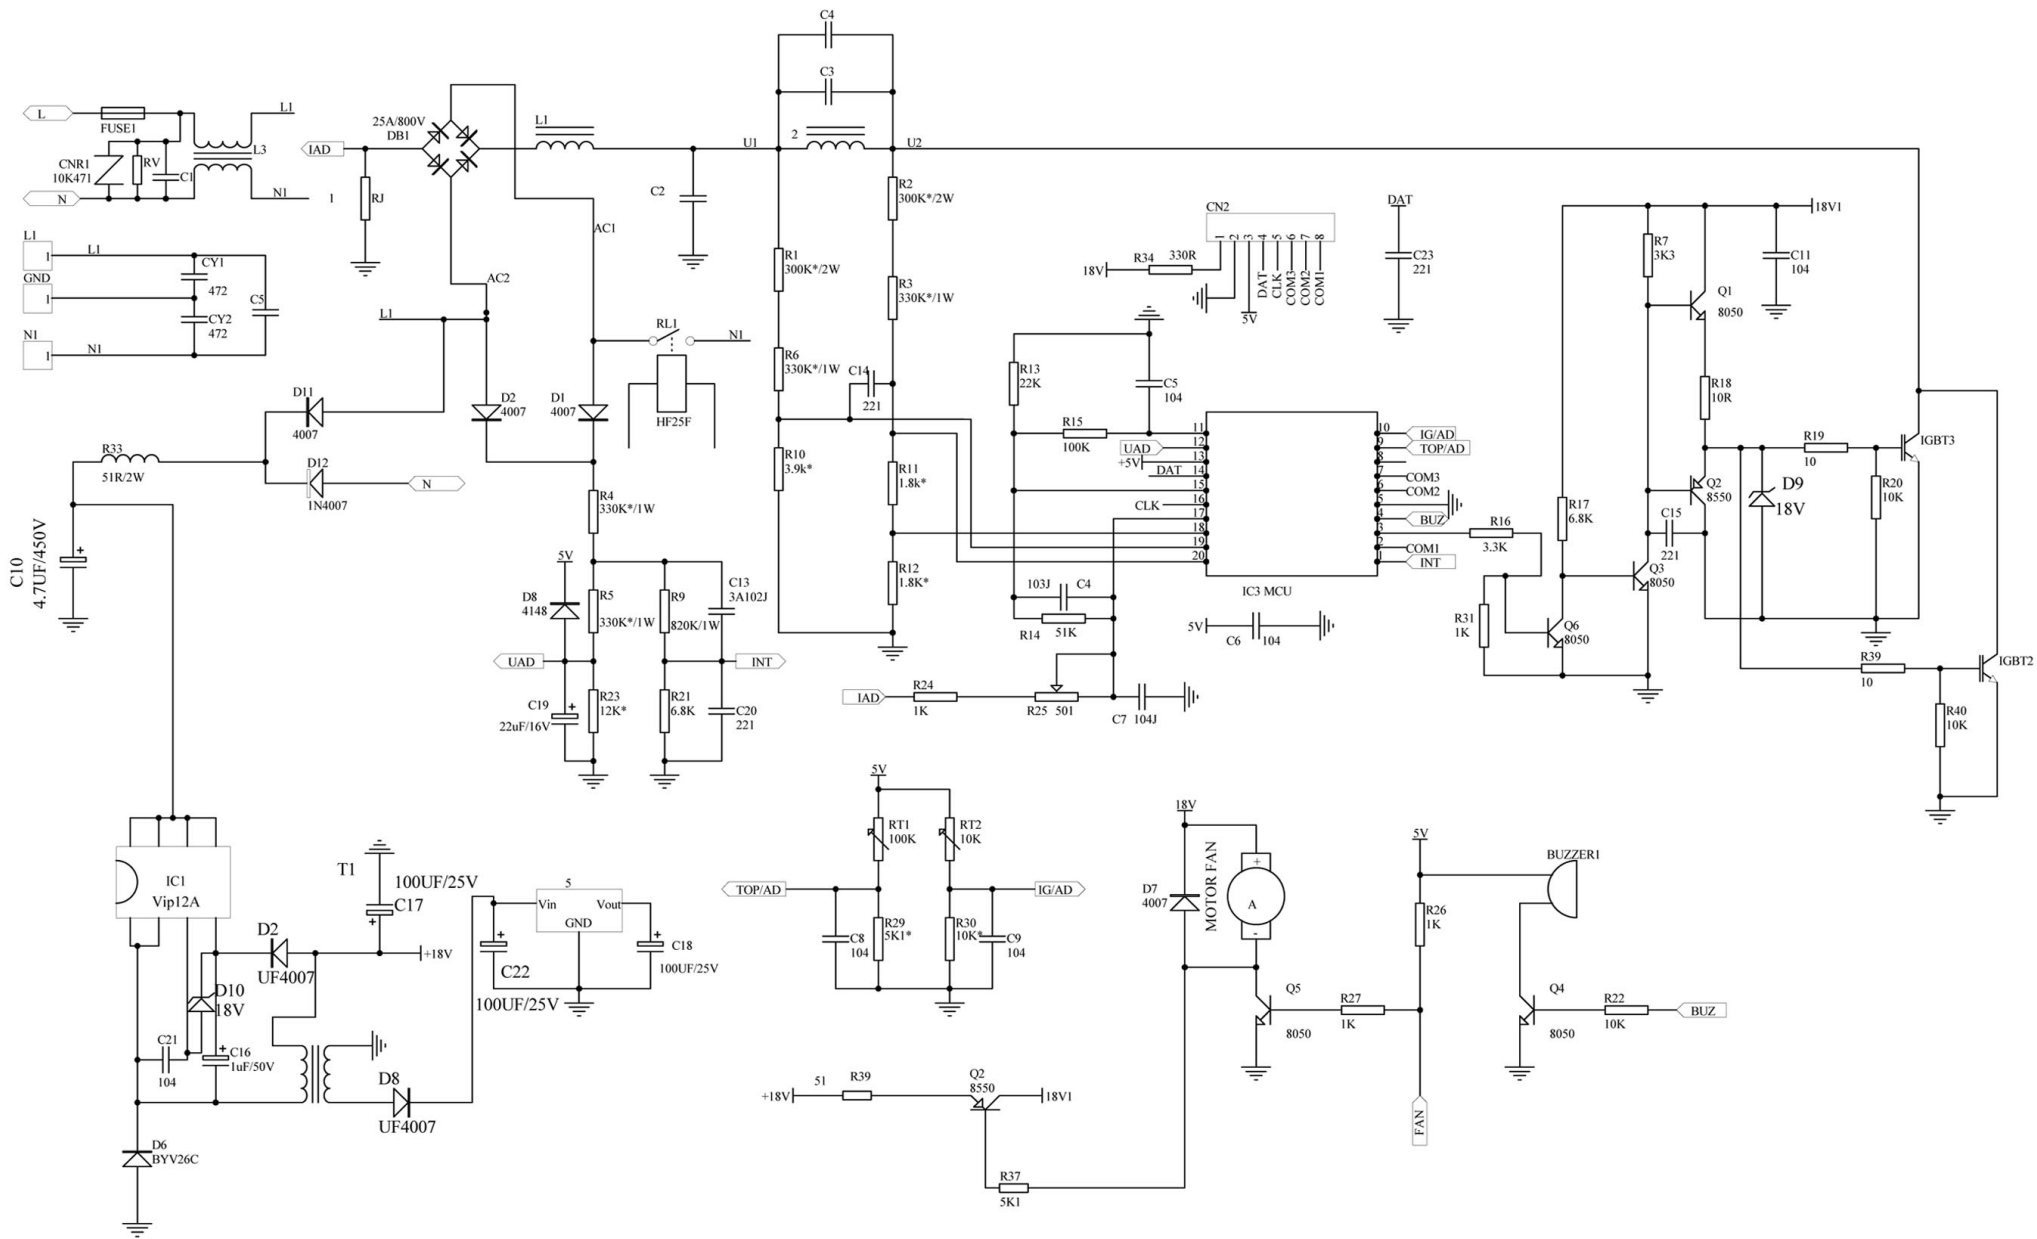 L
FUSE1
CNR1
10K471
RV
C1
L3
L1
N
N1
1
L1
1
L1
GND
1
N1
1
N1
CY1
472
CY2
472
C5
IAD
RJ
25A/800V
DB1
L1
AC1
AC2
L1
C2
U1
C4
C3
2
U2
R2
300K*/2W
R1
300K*/2W
R3
330K*/1W
R6
330K*/1W
C14
221
R10
3.9k*
R11
1.8k*
R12
1.8K*
RL1
N1
HF25F
D11
4007
D12
1N4007
N
D2
4007
D1
4007
R33
51R/2W
C10
4.7UF/450V
+
R4
330K*/1W
5V
D8
4148
R5
330K*/1W
R9
820K/1W
C13
3A102J
UAD
INT
C19
22uF/16V
+
R23
12K*
R21
6.8K
C20
221
CN2
1
2
3
4
5
6
7
8
R34
330R
18V
5V
DAT
CLK
COM3
COM2
COM1
DAT
C23
221
R13
22K
C5
104
R15
100K
UAD
+5V
DAT
CLK
11
12
13
14
15
16
17
18
19
20
10
9
8
7
6
5
4
3
2
1
IG/AD
TOP/AD
COM3
COM2
BUZ
COM1
INT
IC3 MCU
103J
C4
R14
51K
5V
C6
104
IAD
R24
1K
R25
501
C7
104J
R16
3.3K
R31
1K
Q6
8050
R17
6.8K
Q3
8050
R7
3K3
18V1
C11
104
Q1
8050
R18
10R
Q2
8550
C15
221
D9
18V
R19
10
R20
10K
IGBT3
R39
10
R40
10K
IGBT2
IC1
Vip12A
T1
100UF/25V
C17
+
D2
UF4007
+18V
D10
18V
C21
104
C16
1uF/50V
+
D8
UF4007
D6
BYV26C
5
Vin
Vout
GND
+
C22
100UF/25V
+
C18
100UF/25V
5V
RT1
100K
RT2
10K
TOP/AD
IG/AD
C8
104
R29
5K1*
R30
10K*
C9
104
18V
D7
4007
MOTOR FAN
+
A
-
Q5
8050
R27
1K
5V
R26
1K
FAN
BUZZER1
Q4
8050
R22
10K
BUZ
+18V
51
R39
Q2
8550
18V1
R37
5K1